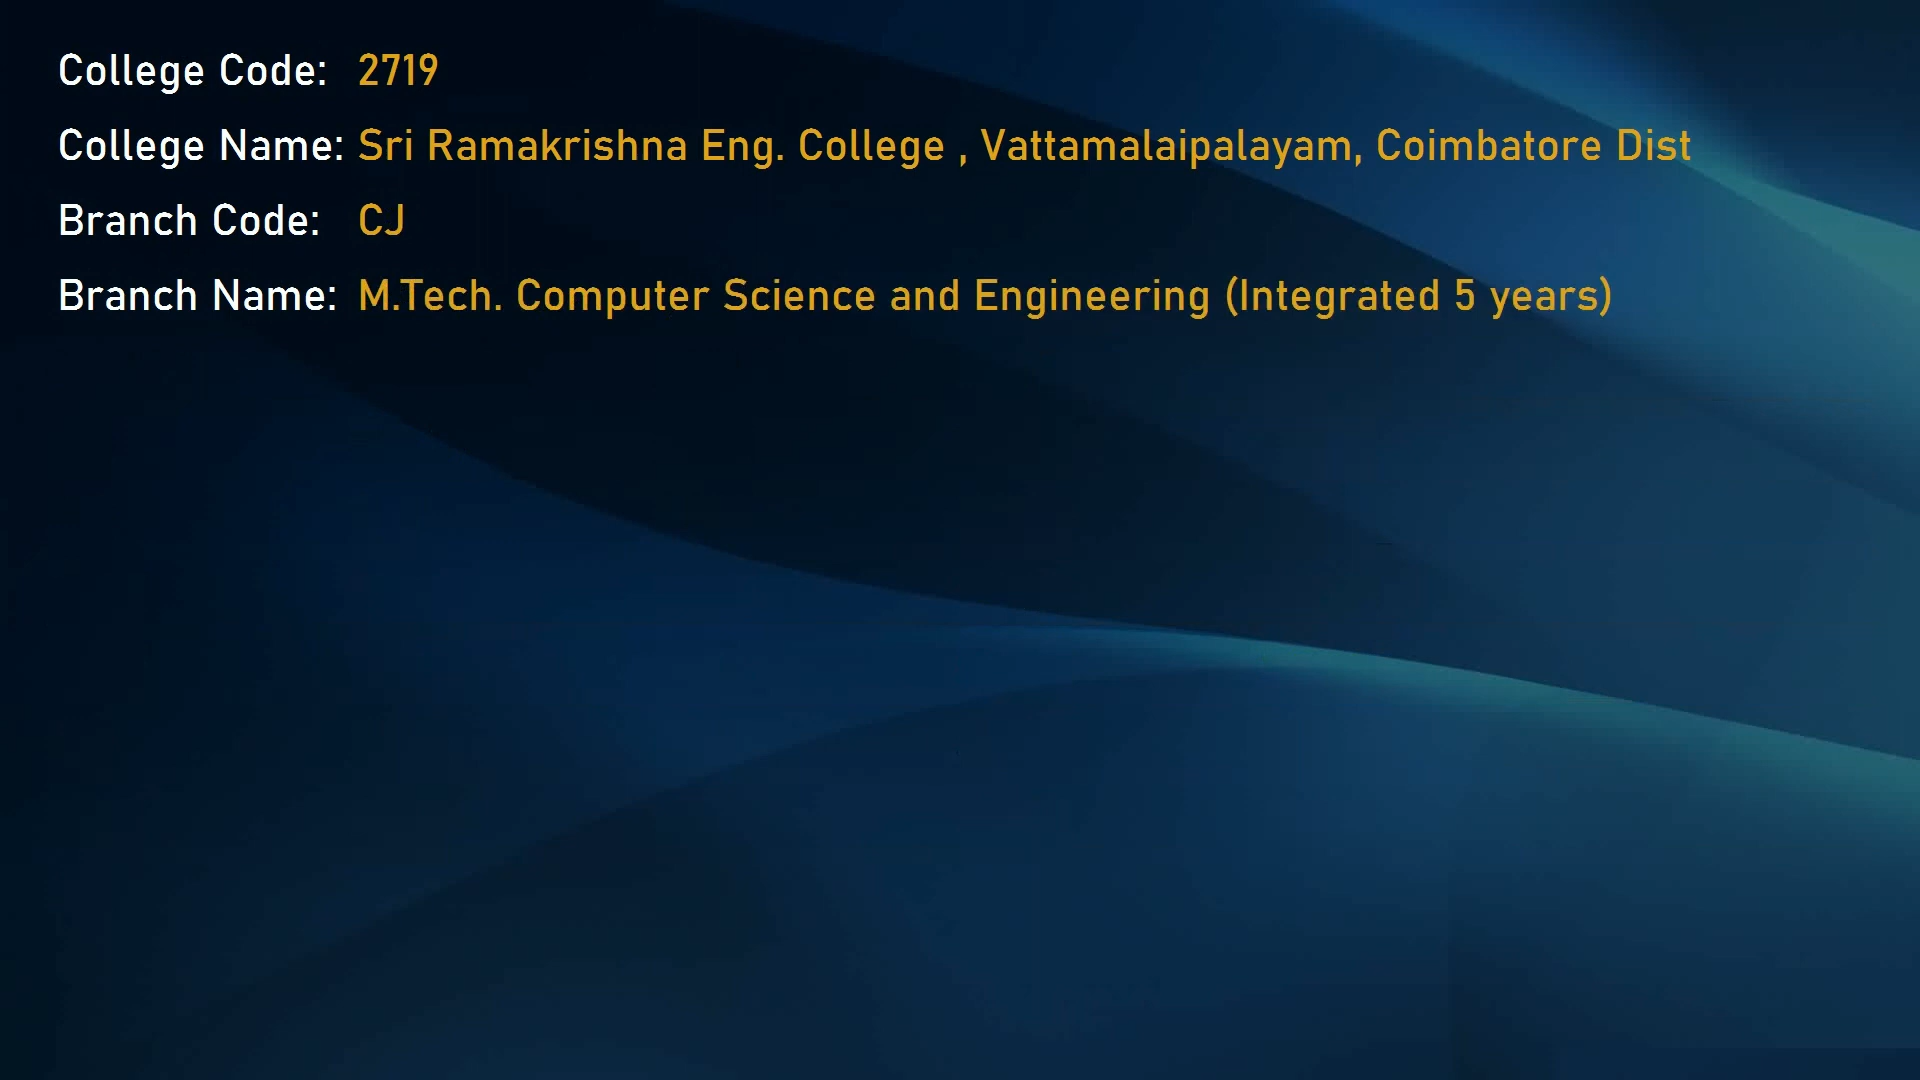 College Code: 2719
College Name: Sri Ramakrishna Eng. College , Vattamalaipalayam, Coimbatore Dist
Branch Code: CJ
Branch Name: M.Tech. Computer Science and Engineering (Integrated 5 years)